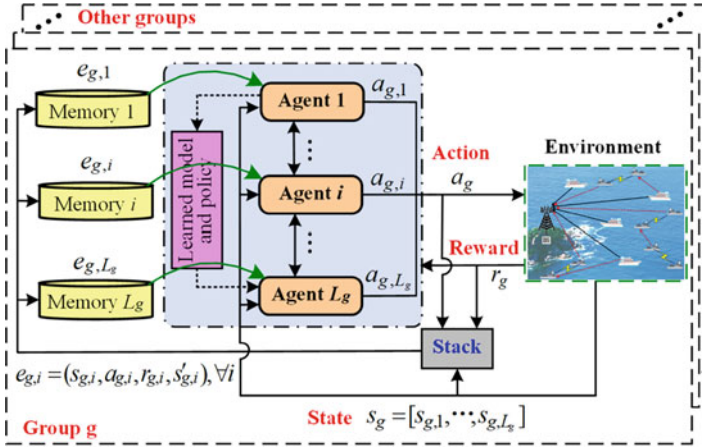 Other groups
e_{g,1}
Memory 1
e_{g,i}
Memory i
e_{g,L_g}
Memory L_g
Learned model
and policy
Agent 1
⋮
Agent i
⋮
Agent L_g
a_{g,1}
a_{g,i}
a_{g,L_g}
Action
a_g
Environment
Reward
r_g
Stack
e_{g,i}=(s_{g,i},a_{g,i},r_{g,i},s'_{g,i}),∀i
State s_g=[s_{g,1},⋯,s_{g,L_g}]
Group g